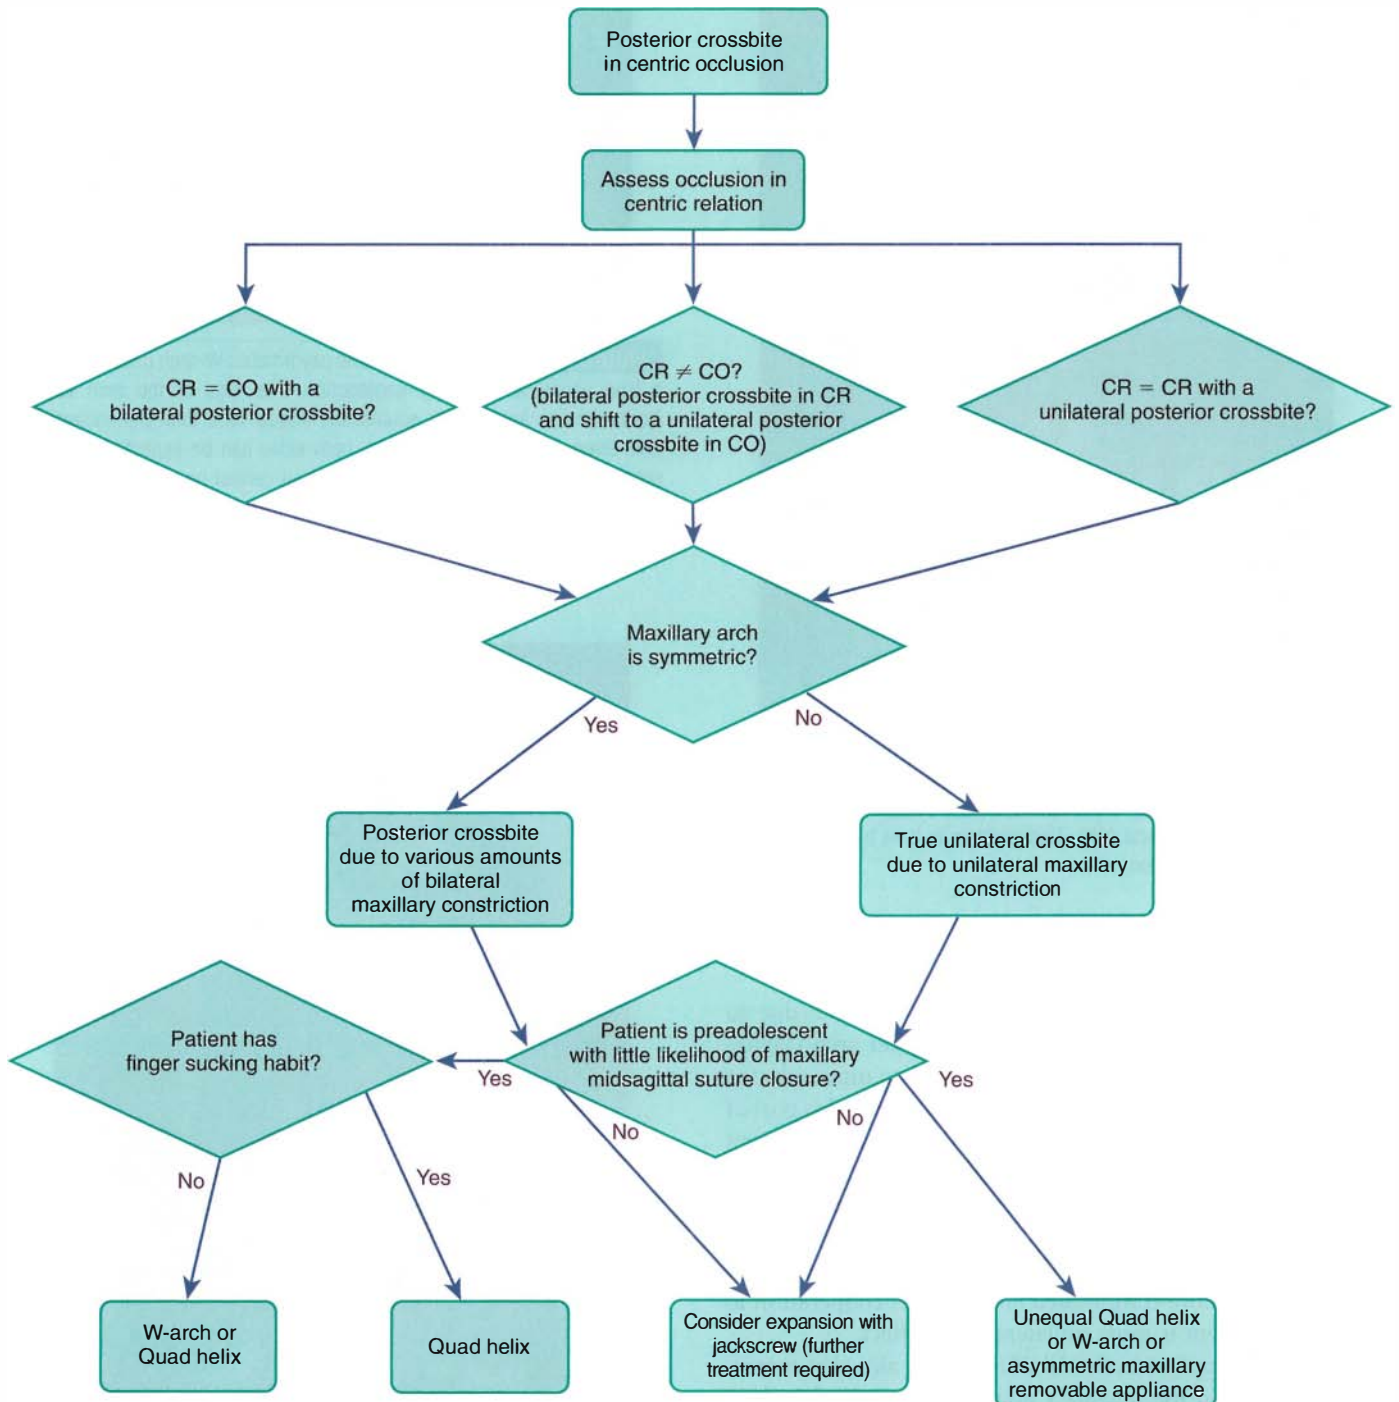 Posterior crossbite
in centric occlusion
Assess occlusion in
centric relation
CR = CO with a
bilateral posterior crossbite?
CR ≠ CO?
(bilateral posterior crossbite in CR
and shift to a unilateral posterior
crossbite in CO)
CR = CR with a
unilateral posterior crossbite?
Maxillary arch
is symmetric?
Yes
No
Posterior crossbite
due to various amounts
of bilateral
maxillary constriction
True unilateral crossbite
due to unilateral maxillary
constriction
Patient has
finger sucking habit?
Patient is preadolescent
with little likelihood of maxillary
midsagittal suture closure?
Yes
Yes
No
No
No
Yes
W-arch or
Quad helix
Quad helix
Consider expansion with
jackscrew (further
treatment required)
Unequal Quad helix
or W-arch or
asymmetric maxillary
removable appliance